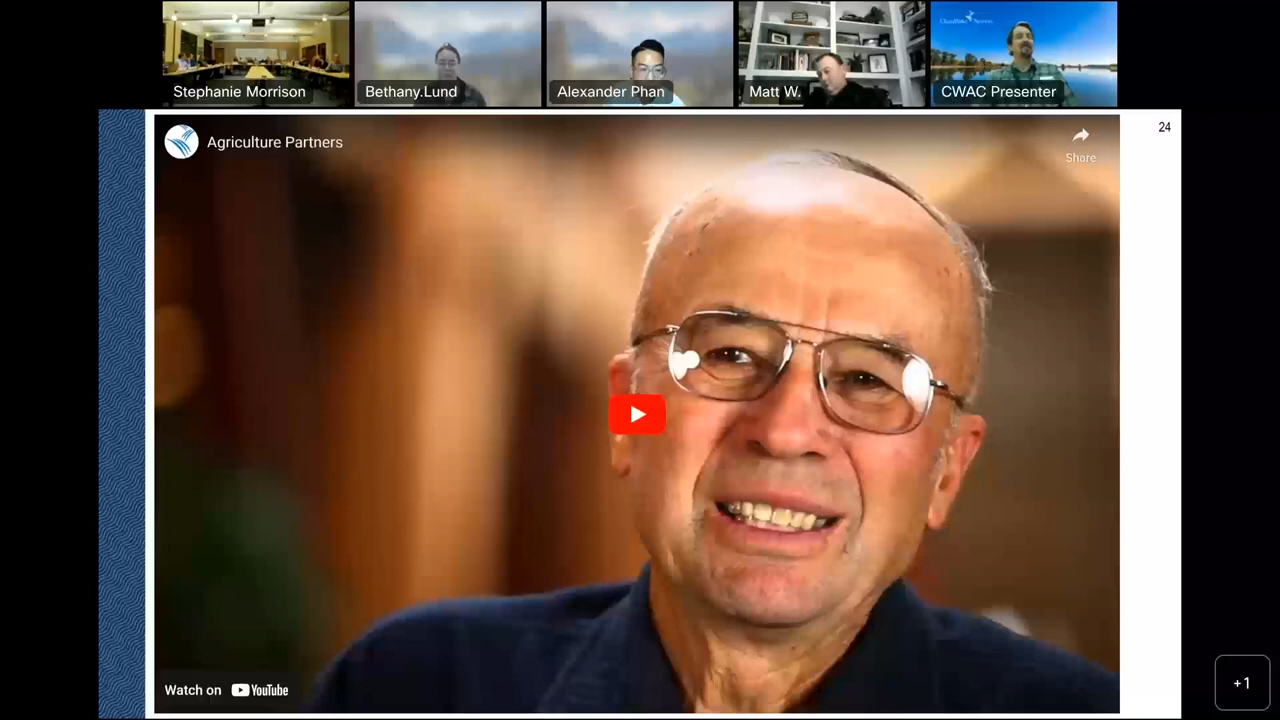 Stephanie Morrison
Bethany.Lund
Alexander Phan
Matt W.
CWAC Presenter
Agriculture Partners
Share
24
Watch on YouTube
+1